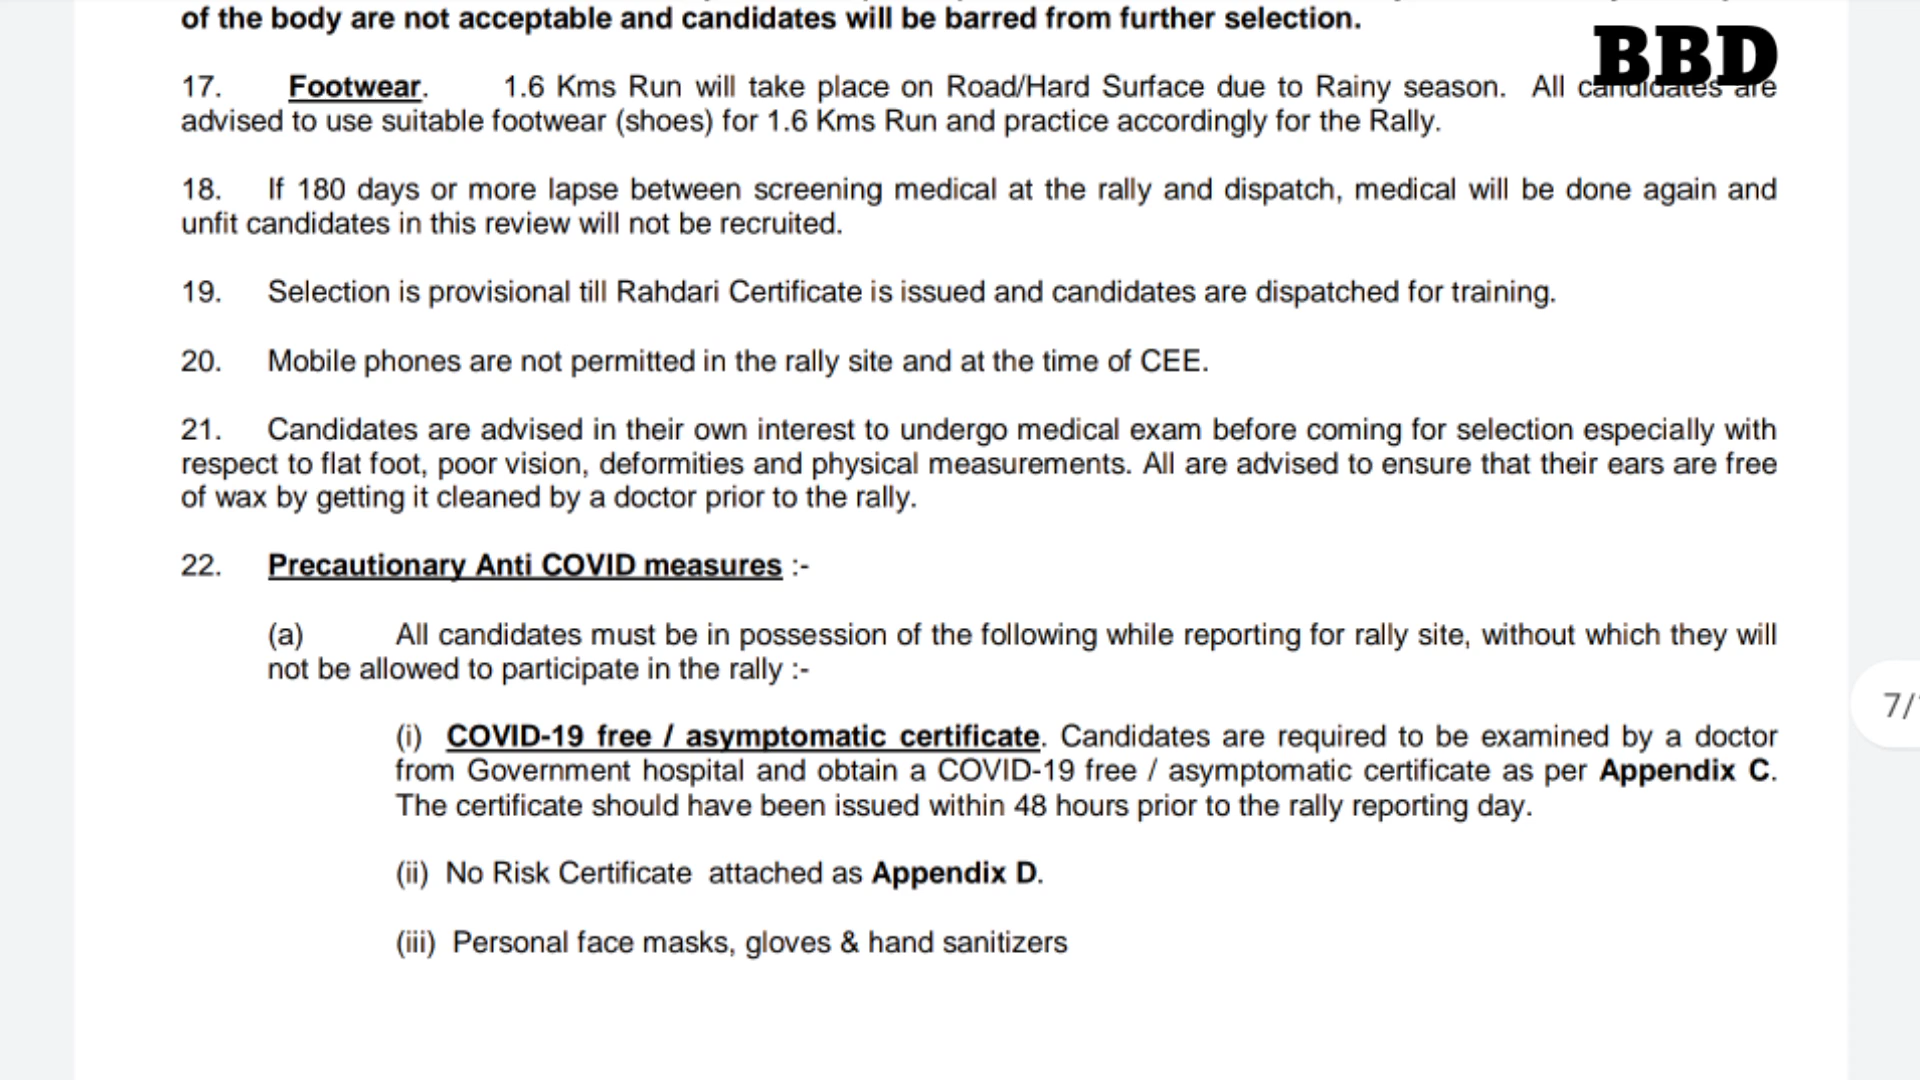 of the body are not acceptable and candidates will be barred from further selection.
BBD
17. Footwear. 1.6 Kms Run will take place on Road/Hard Surface due to Rainy season. All candidates are
advised to use suitable footwear (shoes) for 1.6 Kms Run and practice accordingly for the Rally.
18. If 180 days or more lapse between screening medical at the rally and dispatch, medical will be done again and
unfit candidates in this review will not be recruited.
19. Selection is provisional till Rahdari Certificate is issued and candidates are dispatched for training.
20. Mobile phones are not permitted in the rally site and at the time of CEE.
21. Candidates are advised in their own interest to undergo medical exam before coming for selection especially with
respect to flat foot, poor vision, deformities and physical measurements. All are advised to ensure that their ears are free
of wax by getting it cleaned by a doctor prior to the rally.
22. Precautionary Anti COVID measures :-
(a) All candidates must be in possession of the following while reporting for rally site, without which they will
not be allowed to participate in the rally :-
7/
(i) COVID-19 free / asymptomatic certificate. Candidates are required to be examined by a doctor
from Government hospital and obtain a COVID-19 free / asymptomatic certificate as per Appendix C.
The certificate should have been issued within 48 hours prior to the rally reporting day.
(ii) No Risk Certificate attached as Appendix D.
(iii) Personal face masks, gloves & hand sanitizers